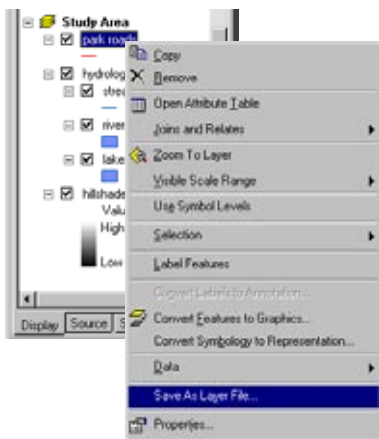 Study Area
park roads
hydrolog
strea
river
lake
hillshade
Valu
High
Low
Display Source S
Copy
Remove
Open Attribute Table
Joins and Relates
Zoom To Layer
Visible Scale Range
Use Symbol Levels
Selection
Label Features
Convert Labels to Annotation...
Convert Features to Graphics...
Convert Symbology to Representation...
Data
Save As Layer File...
Properties...